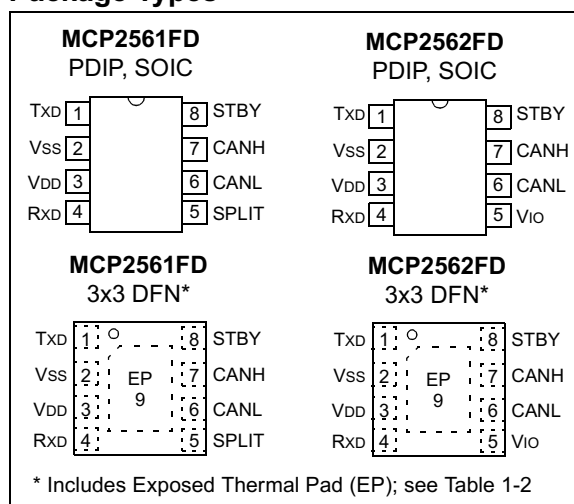 Package Types
MCP2561FD
PDIP, SOIC
TXD 1
8 STBY
VSS 2
7 CANH
VDD 3
6 CANL
RXD 4
5 SPLIT
MCP2562FD
PDIP, SOIC
TXD 1
8 STBY
VSS 2
7 CANH
VDD 3
6 CANL
RXD 4
5 VIO
MCP2561FD
3x3 DFN*
TXD 1
8 STBY
VSS 2
EP
9
7 CANH
VDD 3
6 CANL
RXD 4
5 SPLIT
MCP2562FD
3x3 DFN*
TXD 1
8 STBY
VSS 2
EP
9
7 CANH
VDD 3
6 CANL
RXD 4
5 VIO
* Includes Exposed Thermal Pad (EP); see Table 1-2